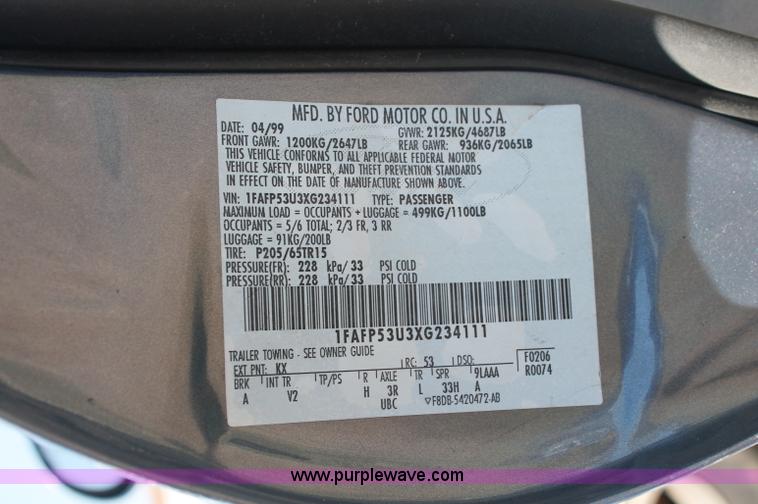 MFD. BY FORD MOTOR CO. IN U.S.A.
DATE: 04/99 GVWR: 2125KG/4687LB
FRONT GAWR: 1200KG/2647LB REAR GAWR: 936KG/2065LB
THIS VEHICLE CONFORMS TO ALL APPLICABLE FEDERAL MOTOR
VEHICLE SAFETY, BUMPER, AND THEFT PREVENTION STANDARDS
IN EFFECT ON THE DATE OF MANUFACTURE SHOWN ABOVE.
VIN: 1FAFP53U3XG234111 TYPE: PASSENGER
MAXIMUM LOAD = OCCUPANTS + LUGGAGE = 499KG/1100LB
OCCUPANTS = 5/6 TOTAL; 2/3 FR, 3 RR
LUGGAGE = 91KG/200LB
TIRE: P205/65TR15
PRESSURE(FR): 228 kPa/ 33 PSI COLD
PRESSURE(RR): 228 kPa/ 33 PSI COLD
1FAFP53U3XG234111
TRAILER TOWING - SEE OWNER GUIDE
EXT PNT: KX RC: 53 DSO: F0206
BRK INT TR TP/PS R AXLE TR SPR 9LAAA R0074
A V2 H 3R L 33H A
UBC ▽F8DB-5420472-AB
www.purplewave.com